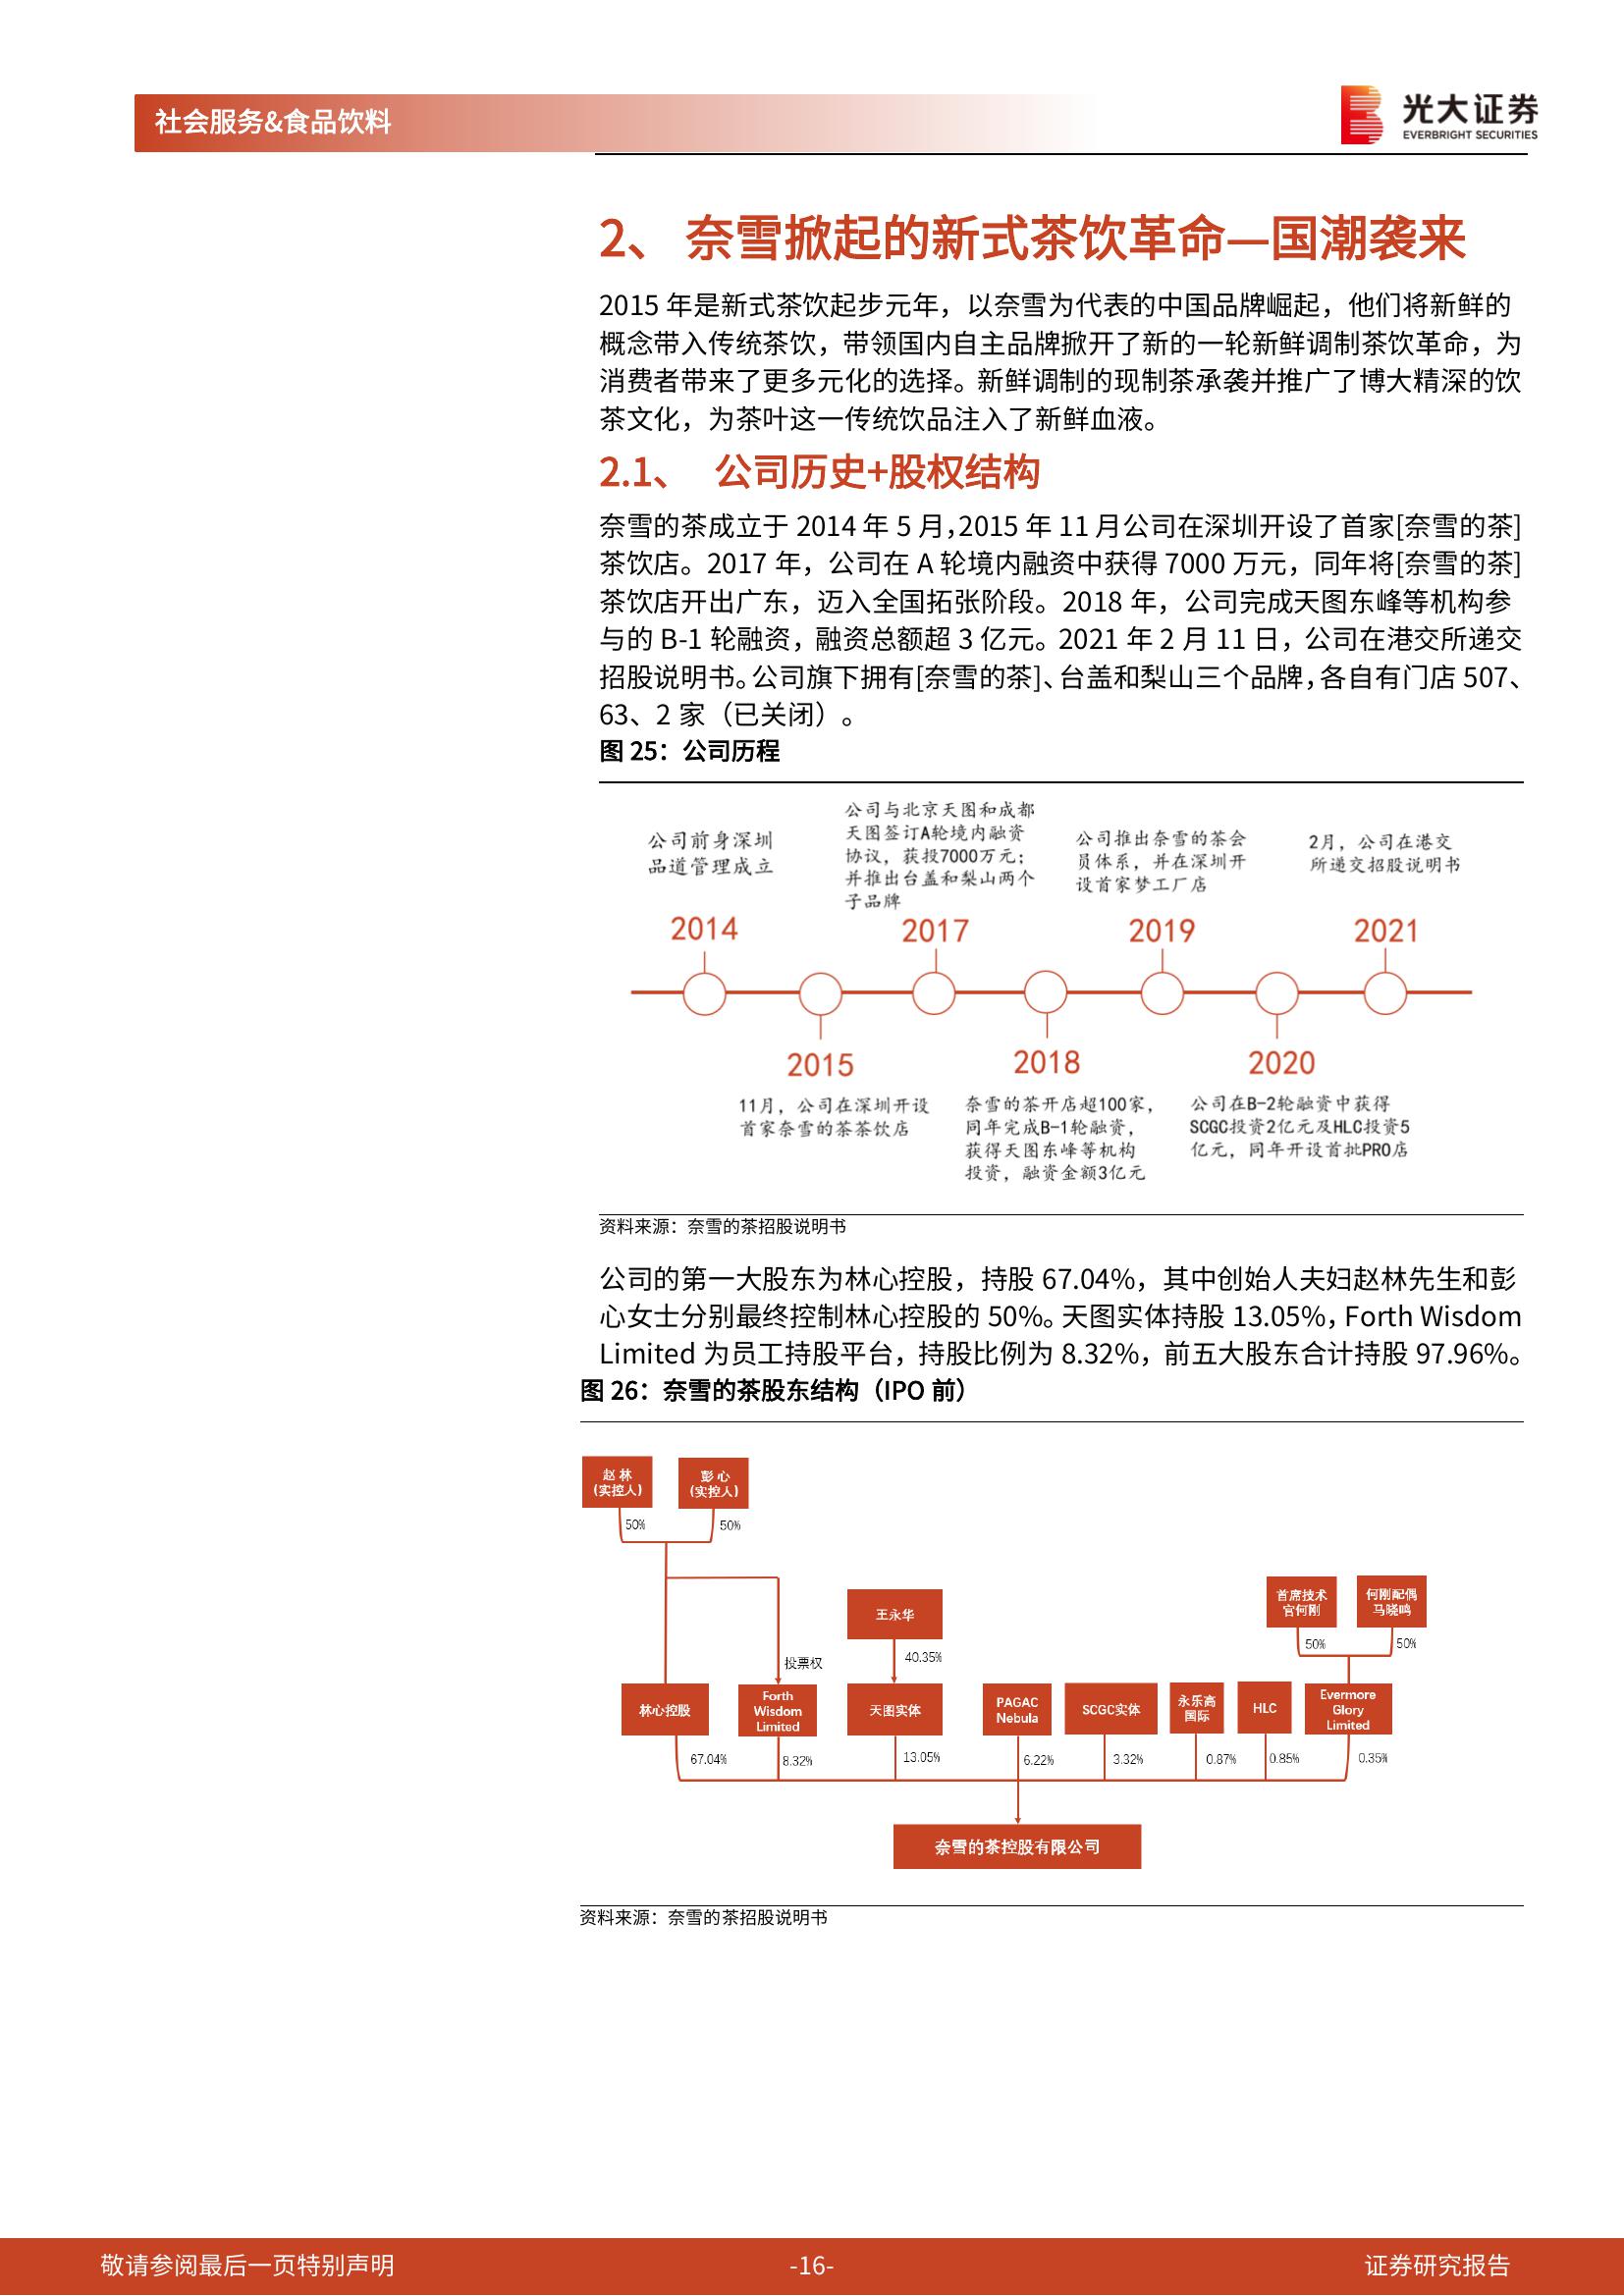 社会服务&食品饮料
光大证券
EVERBRIGHT SECURITIES
2、 奈雪掀起的新式茶饮革命—国潮袭来
2015 年是新式茶饮起步元年，以奈雪为代表的中国品牌崛起，他们将新鲜的
概念带入传统茶饮，带领国内自主品牌掀开了新的一轮新鲜调制茶饮革命，为
消费者带来了更多元化的选择。新鲜调制的现制茶承袭并推广了博大精深的饮
茶文化，为茶叶这一传统饮品注入了新鲜血液。
2.1、 公司历史+股权结构
奈雪的茶成立于 2014 年 5 月，2015 年 11 月公司在深圳开设了首家[奈雪的茶]
茶饮店。2017 年，公司在 A 轮境内融资中获得 7000 万元，同年将[奈雪的茶]
茶饮店开出广东，迈入全国拓张阶段。2018 年，公司完成天图东峰等机构参
与的 B-1 轮融资，融资总额超 3 亿元。2021 年 2 月 11 日，公司在港交所递交
招股说明书。公司旗下拥有[奈雪的茶]、台盖和梨山三个品牌，各自有门店 507、
63、2 家（已关闭）。
图 25：公司历程
公司前身深圳
品道管理成立
2014
公司与北京天图和成都
天图签订A轮境内融资
协议，获投7000万元；
并推出台盖和梨山两个
子品牌
2017
公司推出奈雪的茶会
员体系，并在深圳开
设首家梦工厂店
2019
2月，公司在港交
所递交招股说明书
2021
2015
11月，公司在深圳开设
首家奈雪的茶茶饮店
2018
奈雪的茶开店超100家，
同年完成B-1轮融资，
获得天图东峰等机构
投资，融资金额3亿元
2020
公司在B-2轮融资中获得
SCGC投资2亿元及HLC投资5
亿元，同年开设首批PRO店
资料来源：奈雪的茶招股说明书
公司的第一大股东为林心控股，持股 67.04%，其中创始人夫妇赵林先生和彭
心女士分别最终控制林心控股的 50%。天图实体持股 13.05%，Forth Wisdom
Limited 为员工持股平台，持股比例为 8.32%，前五大股东合计持股 97.96%。
图 26：奈雪的茶股东结构（IPO 前）
赵 林
(实控人)
彭 心
(实控人)
50%
50%
首席技术
官何刚
何刚配偶
马晓鸣
王永华
50%
50%
40.35%
投票权
林心控股
Forth
Wisdom
Limited
天图实体
PAGAC
Nebula
SCGC实体
永乐高
国际
HLC
Evermore
Glory
Limited
67.04%
8.32%
13.05%
6.22%
3.32%
0.87%
0.85%
0.35%
奈雪的茶控股有限公司
资料来源：奈雪的茶招股说明书
敬请参阅最后一页特别声明
-16-
证券研究报告